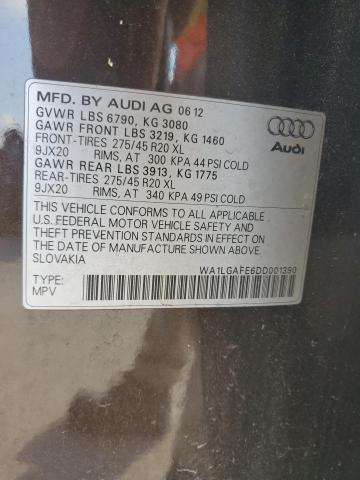 MFD. BY AUDI AG 06 12
GVWR LBS 6790, KG 3080
GAWR FRONT LBS 3219, KG 1460
FRONT-TIRES 275/45 R20 XL
9JX20 RIMS, AT 300 KPA 44 PSI COLD
GAWR REAR LBS 3913, KG 1775
REAR-TIRES 275/45 R20 XL
9JX20 RIMS, AT 340 KPA 49 PSI COLD
Audi
THIS VEHICLE CONFORMS TO ALL APPLICABLE
U.S. FEDERAL MOTOR VEHICLE SAFETY AND
THEFT PREVENTION STANDARDS IN EFFECT ON
THE DATE OF MANUFACTURE SHOWN ABOVE.
SLOVAKIA
WA1LGAFE6DD001390
TYPE:
MPV